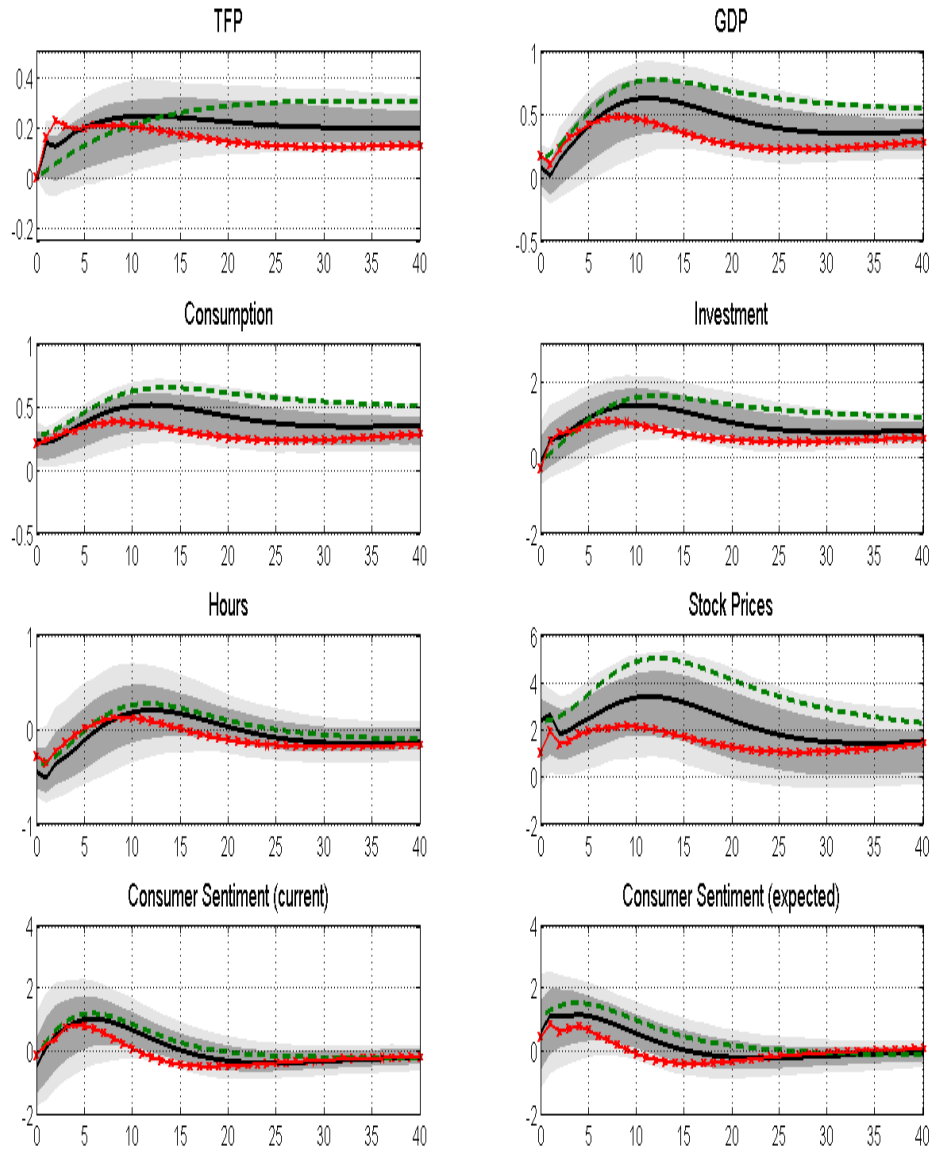 TFP
0.4
0.2
0
-0.2
0 5 10 15 20 25 30 35 40
GDP
1
0.5
0
-0.5
0 5 10 15 20 25 30 35 40
Consumption
1
0.5
0
-0.5
0 5 10 15 20 25 30 35 40
Investment
2
0
-2
0 5 10 15 20 25 30 35 40
Hours
1
0
-1
0 5 10 15 20 25 30 35 40
Stock Prices
6
4
2
0
-2
0 5 10 15 20 25 30 35 40
Consumer Sentiment (current)
4
2
0
-2
0 5 10 15 20 25 30 35 40
Consumer Sentiment (expected)
4
2
0
-2
0 5 10 15 20 25 30 35 40